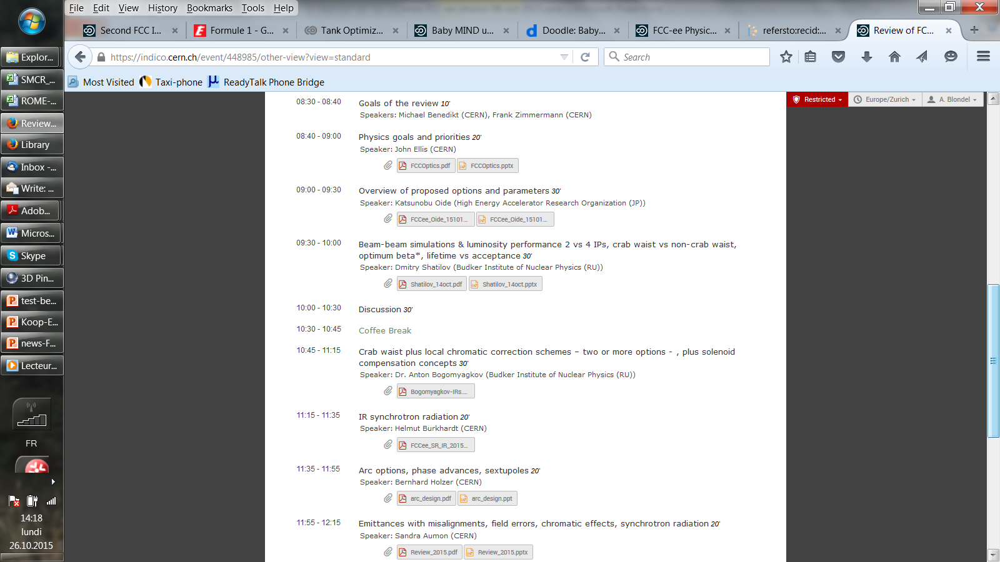 File Edit View History Bookmarks Tools Help
Second FCC I... Formule 1 - G... Tank Optimiz... Baby MIND u... Doodle: Baby... FCC-ee Physic... refersto:recid:... Review of FC...
https://indico.cern.ch/event/448985/other-view?view=standard Search
Most Visited Taxi-phone ReadyTalk Phone Bridge
Explor...
SMCR_...
ROME-...
Review...
Library
Inbox -...
Write: ...
Adob...
Micros...
Skype
3D Pin...
test-be...
Koop-E...
news-F...
Lecteur...
FR
14:18
lundi
26.10.2015
Restricted Europe/Zurich A. Blondel
08:30 - 08:40 Goals of the review 10'
Speakers: Michael Benedikt (CERN), Frank Zimmermann (CERN)
08:40 - 09:00 Physics goals and priorities 20'
Speaker: John Ellis (CERN)
FCCOptics.pdf FCCOptics.pptx
09:00 - 09:30 Overview of proposed options and parameters 30'
Speaker: Katsunobu Oide (High Energy Accelerator Research Organization (JP))
FCCee_Oide_15101... FCCee_Oide_15101...
09:30 - 10:00 Beam-beam simulations & luminosity performance 2 vs 4 IPs, crab waist vs non-crab waist,
optimum beta*, lifetime vs acceptance 30'
Speaker: Dmitry Shatilov (Budker Institute of Nuclear Physics (RU))
Shatilov_14oct.pdf Shatilov_14oct.pptx
10:00 - 10:30 Discussion 30'
10:30 - 10:45 Coffee Break
10:45 - 11:15 Crab waist plus local chromatic correction schemes – two or more options - , plus solenoid
compensation concepts 30'
Speaker: Dr. Anton Bogomyagkov (Budker Institute of Nuclear Physics (RU))
Bogomyagkov-IRs....
11:15 - 11:35 IR synchrotron radiation 20'
Speaker: Helmut Burkhardt (CERN)
FCCee_SR_IR_2015...
11:35 - 11:55 Arc options, phase advances, sextupoles 20'
Speaker: Bernhard Holzer (CERN)
arc_design.pdf arc_design.ppt
11:55 - 12:15 Emittances with misalignments, field errors, chromatic effects, synchrotron radiation 20'
Speaker: Sandra Aumon (CERN)
Review_2015.pdf Review_2015.pptx